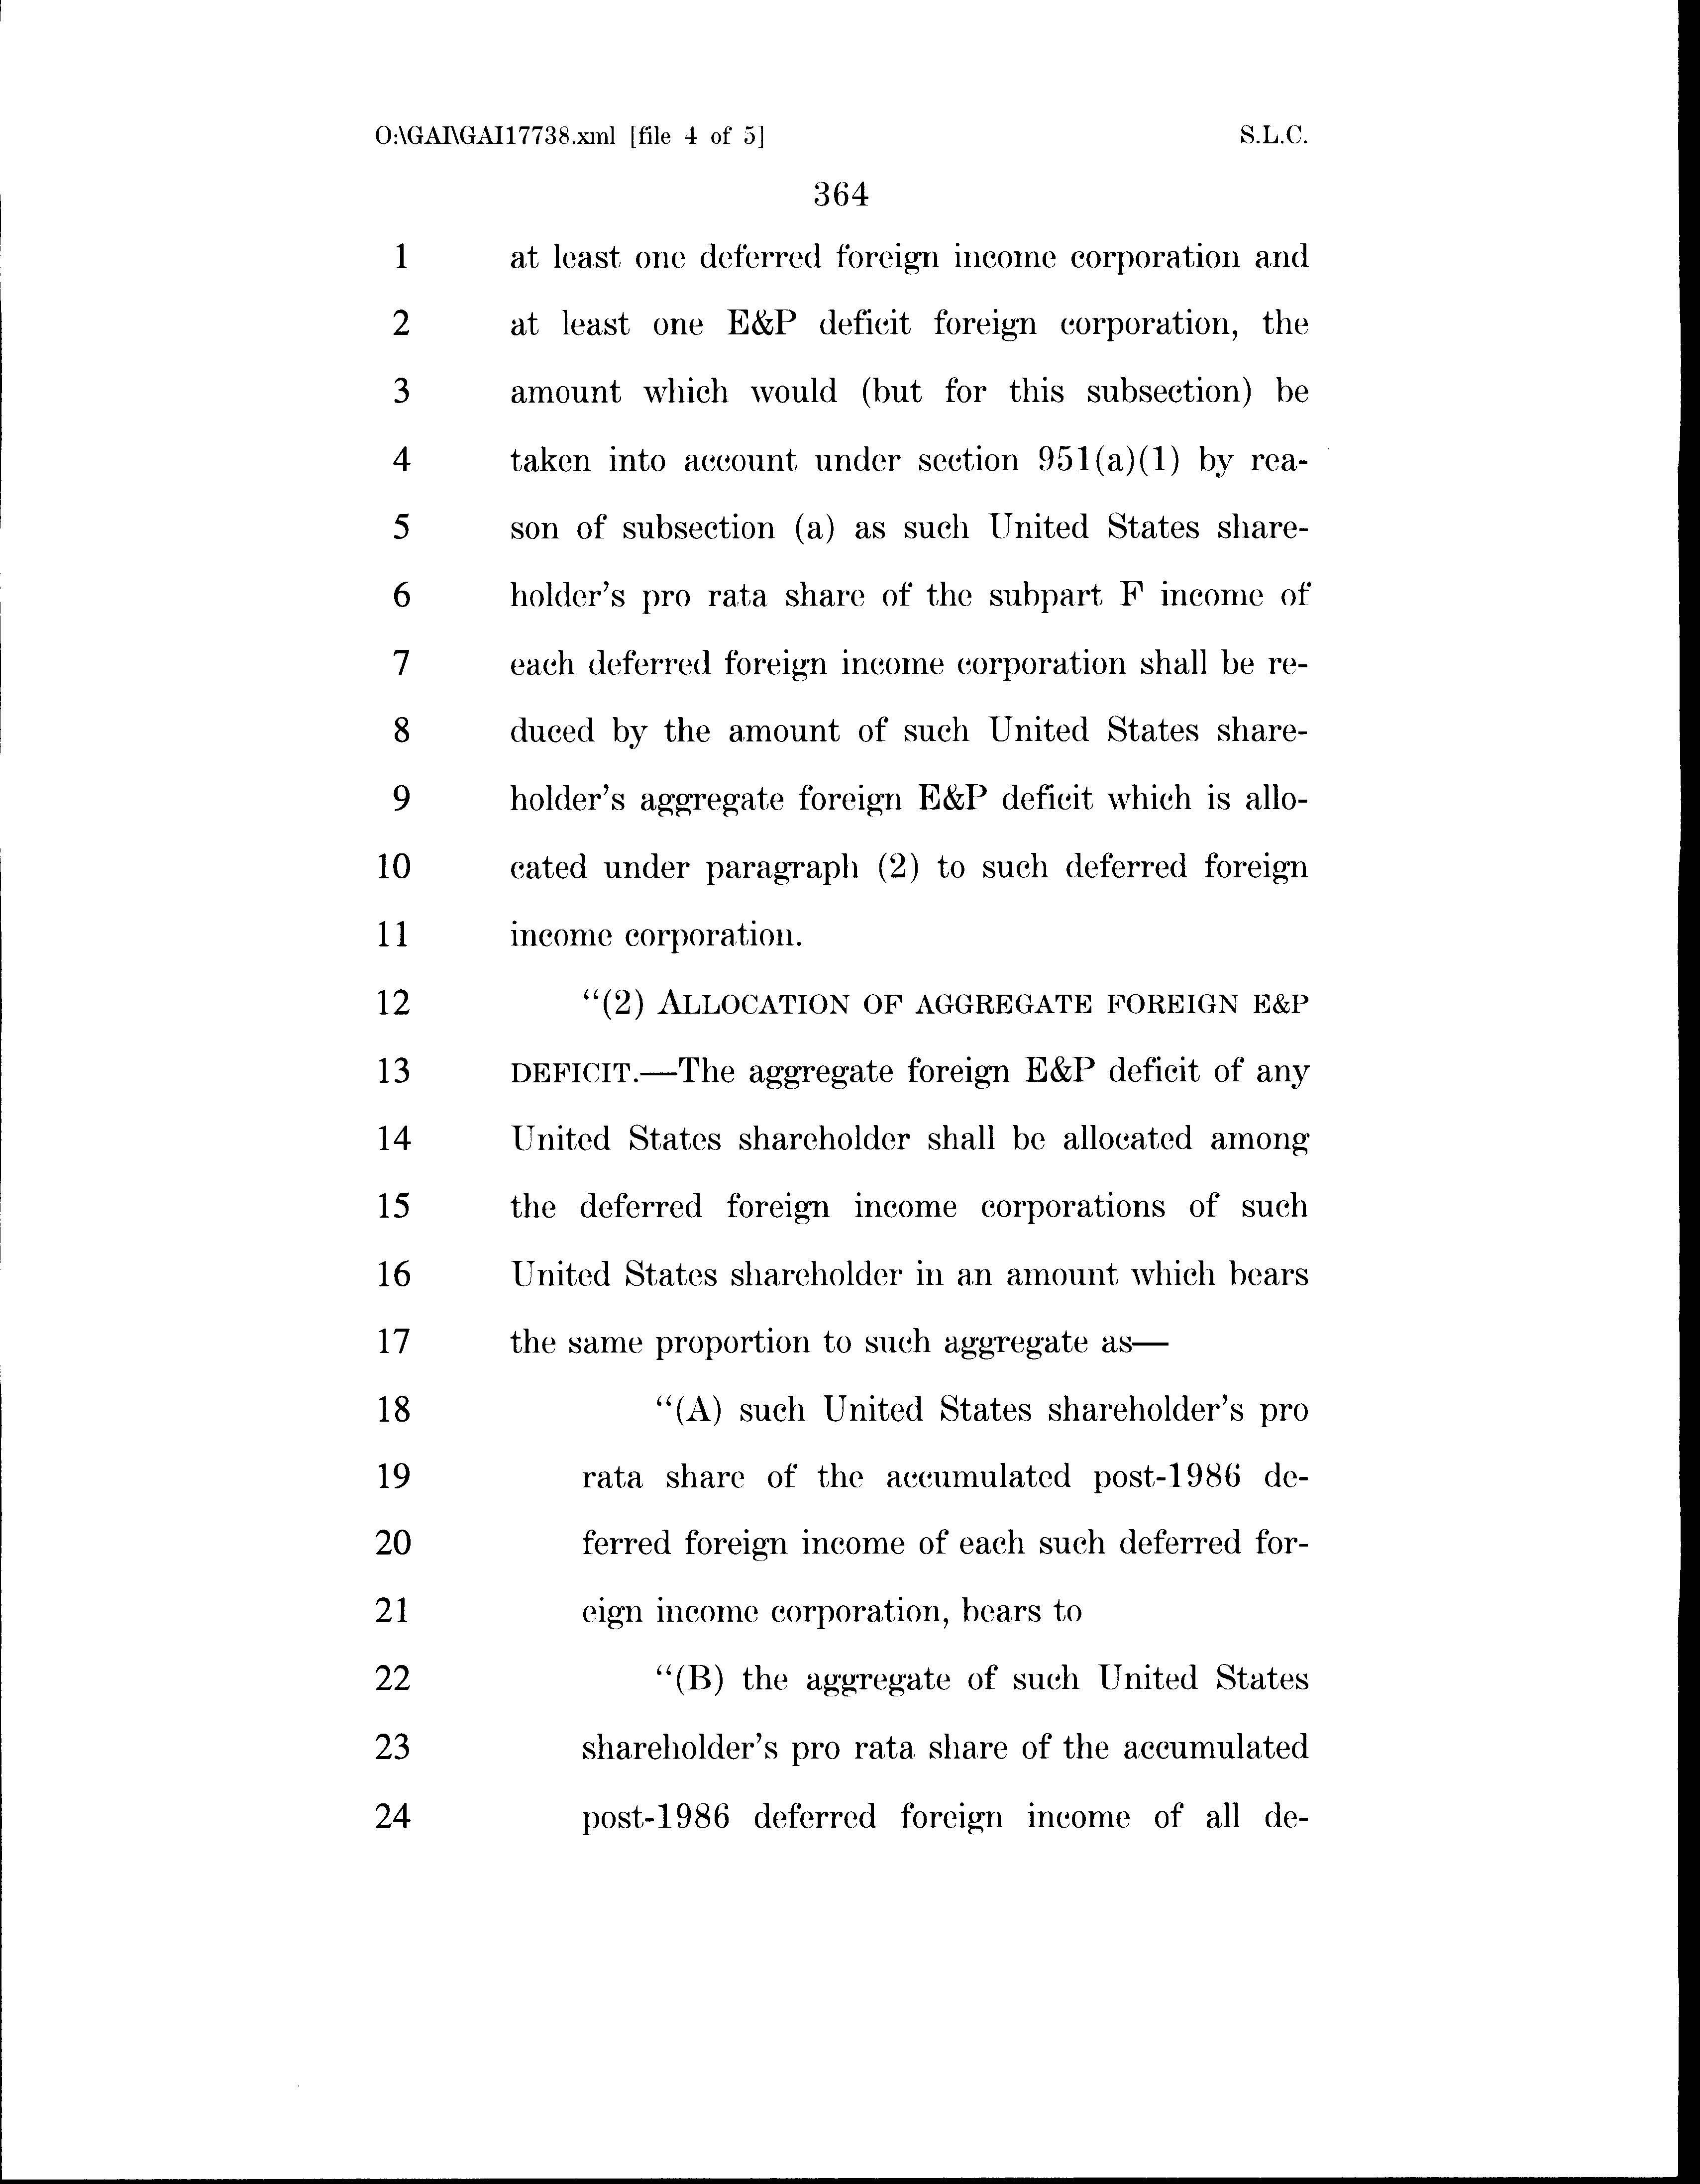 O:\GAI\GAI17738.xml [file 4 of 5] S.L.C.
364
1 at least one deferred foreign income corporation and
2 at least one E&P deficit foreign corporation, the
3 amount which would (but for this subsection) be
4 taken into account under section 951(a)(1) by rea-
5 son of subsection (a) as such United States share-
6 holder's pro rata share of the subpart F income of
7 each deferred foreign income corporation shall be re-
8 duced by the amount of such United States share-
9 holder's aggregate foreign E&P deficit which is allo-
10 cated under paragraph (2) to such deferred foreign
11 income corporation.
12 “(2) ALLOCATION OF AGGREGATE FOREIGN E&P
13 DEFICIT.—The aggregate foreign E&P deficit of any
14 United States shareholder shall be allocated among
15 the deferred foreign income corporations of such
16 United States shareholder in an amount which bears
17 the same proportion to such aggregate as—
18 “(A) such United States shareholder's pro
19 rata share of the accumulated post-1986 de-
20 ferred foreign income of each such deferred for-
21 eign income corporation, bears to
22 “(B) the aggregate of such United States
23 shareholder's pro rata share of the accumulated
24 post-1986 deferred foreign income of all de-